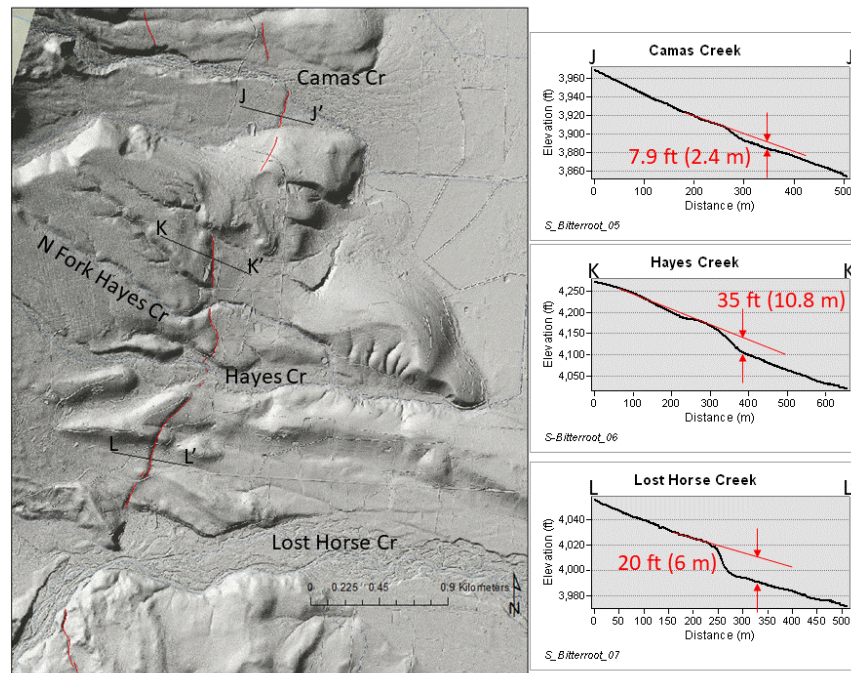 Camas Cr
J
J'
K
K'
N Fork Hayes Cr
Hayes Cr
L
L'
Lost Horse Cr
0 0.225 0.45 0.9 Kilometers
N
J J
Camas Creek
Elevation (ft)
3,960
3,940
3,920
3,900
3,880
3,860
7.9 ft (2.4 m)
0 100 200 300 400 500
Distance (m)
S_Bitterroot_05
K K
Hayes Creek
Elevation (ft)
4,250
4,200
4,150
4,100
4,050
35 ft (10.8 m)
0 100 200 300 400 500 600
Distance (m)
S-Bitterroot_06
L L
Lost Horse Creek
Elevation (ft)
4,040
4,020
4,000
3,980
20 ft (6 m)
0 50 100 150 200 250 300 350 400 450 500
Distance (m)
S_Bitterroot_07